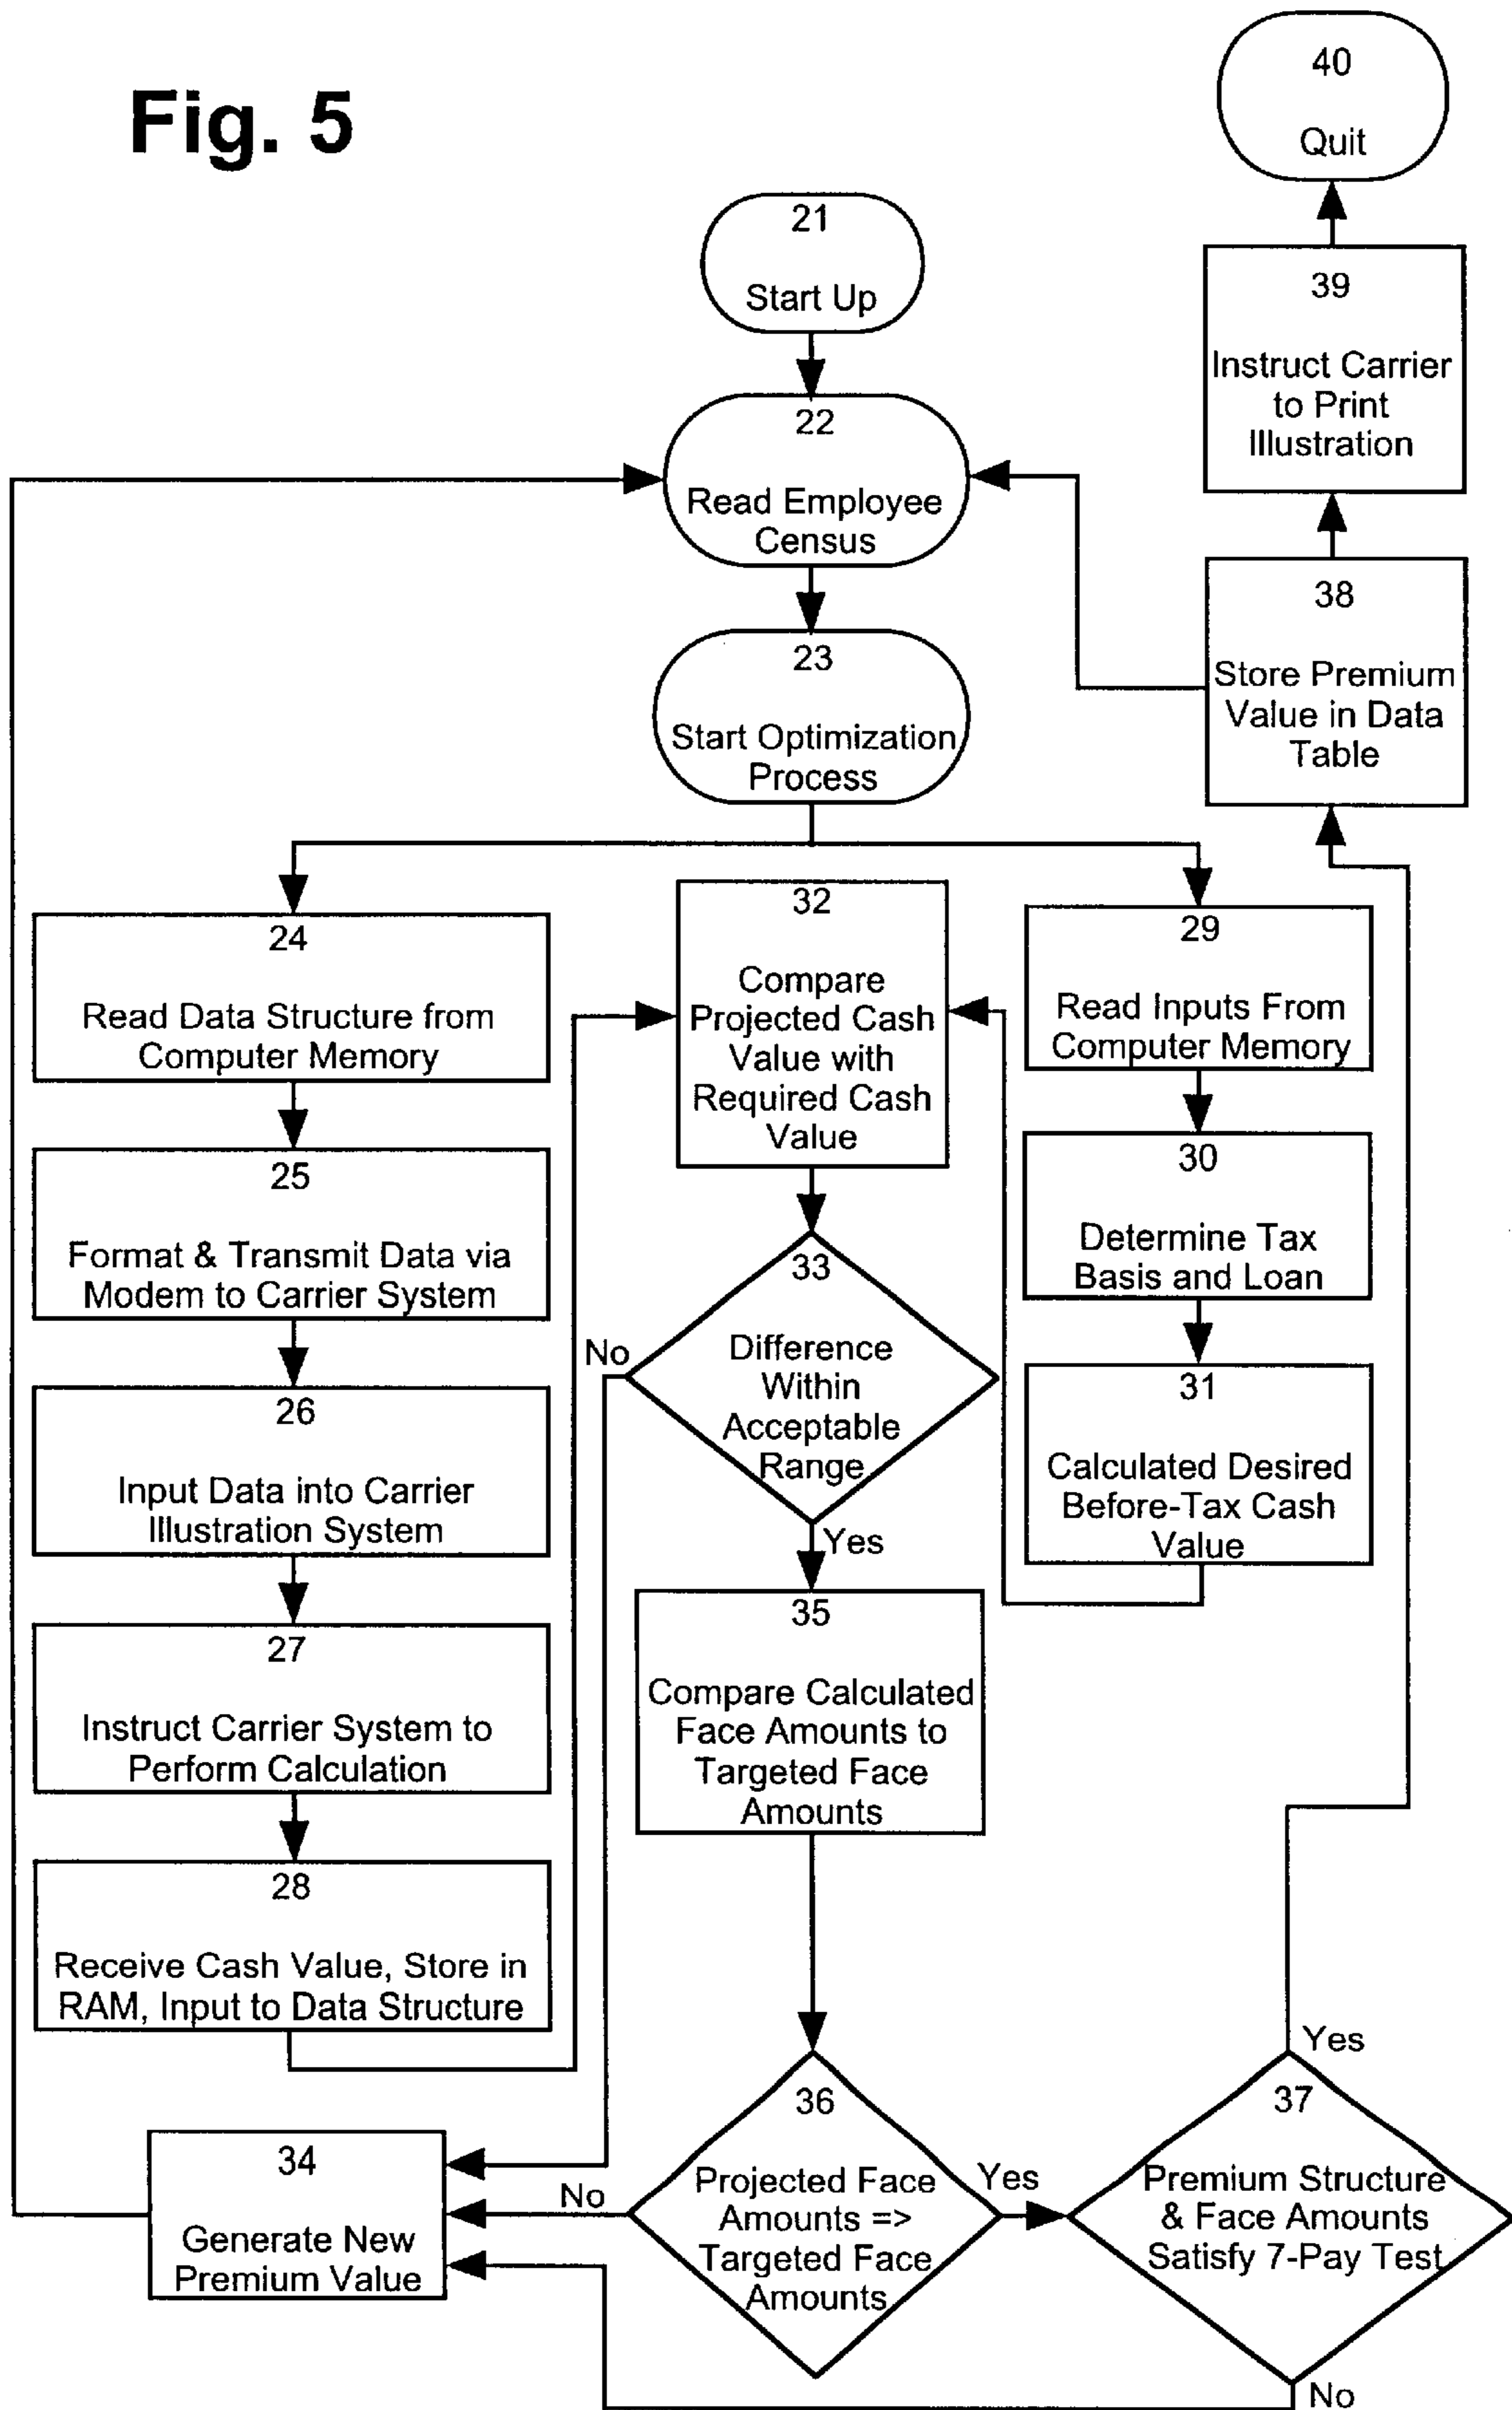 Fig. 5
40
Quit
21
Start Up
39
Instruct Carrier
to Print
Illustration
22
Read Employee
Census
38
Store Premium
Value in Data
Table
23
Start Optimization
Process
24
Read Data Structure from
Computer Memory
25
Format & Transmit Data via
Modem to Carrier System
26
Input Data into Carrier
Illustration System
27
Instruct Carrier System to
Perform Calculation
28
Receive Cash Value, Store in
RAM, Input to Data Structure
29
Read Inputs From
Computer Memory
30
Determine Tax
Basis and Loan
31
Calculated Desired
Before-Tax Cash
Value
32
Compare
Projected Cash
Value with
Required Cash
Value
33
Difference
Within
Acceptable
Range
No
Yes
35
Compare Calculated
Face Amounts to
Targeted Face
Amounts
36
Projected Face
Amounts =>
Targeted Face
Amounts
No
Yes
37
Premium Structure
& Face Amounts
Satisfy 7-Pay Test
Yes
No
34
Generate New
Premium Value